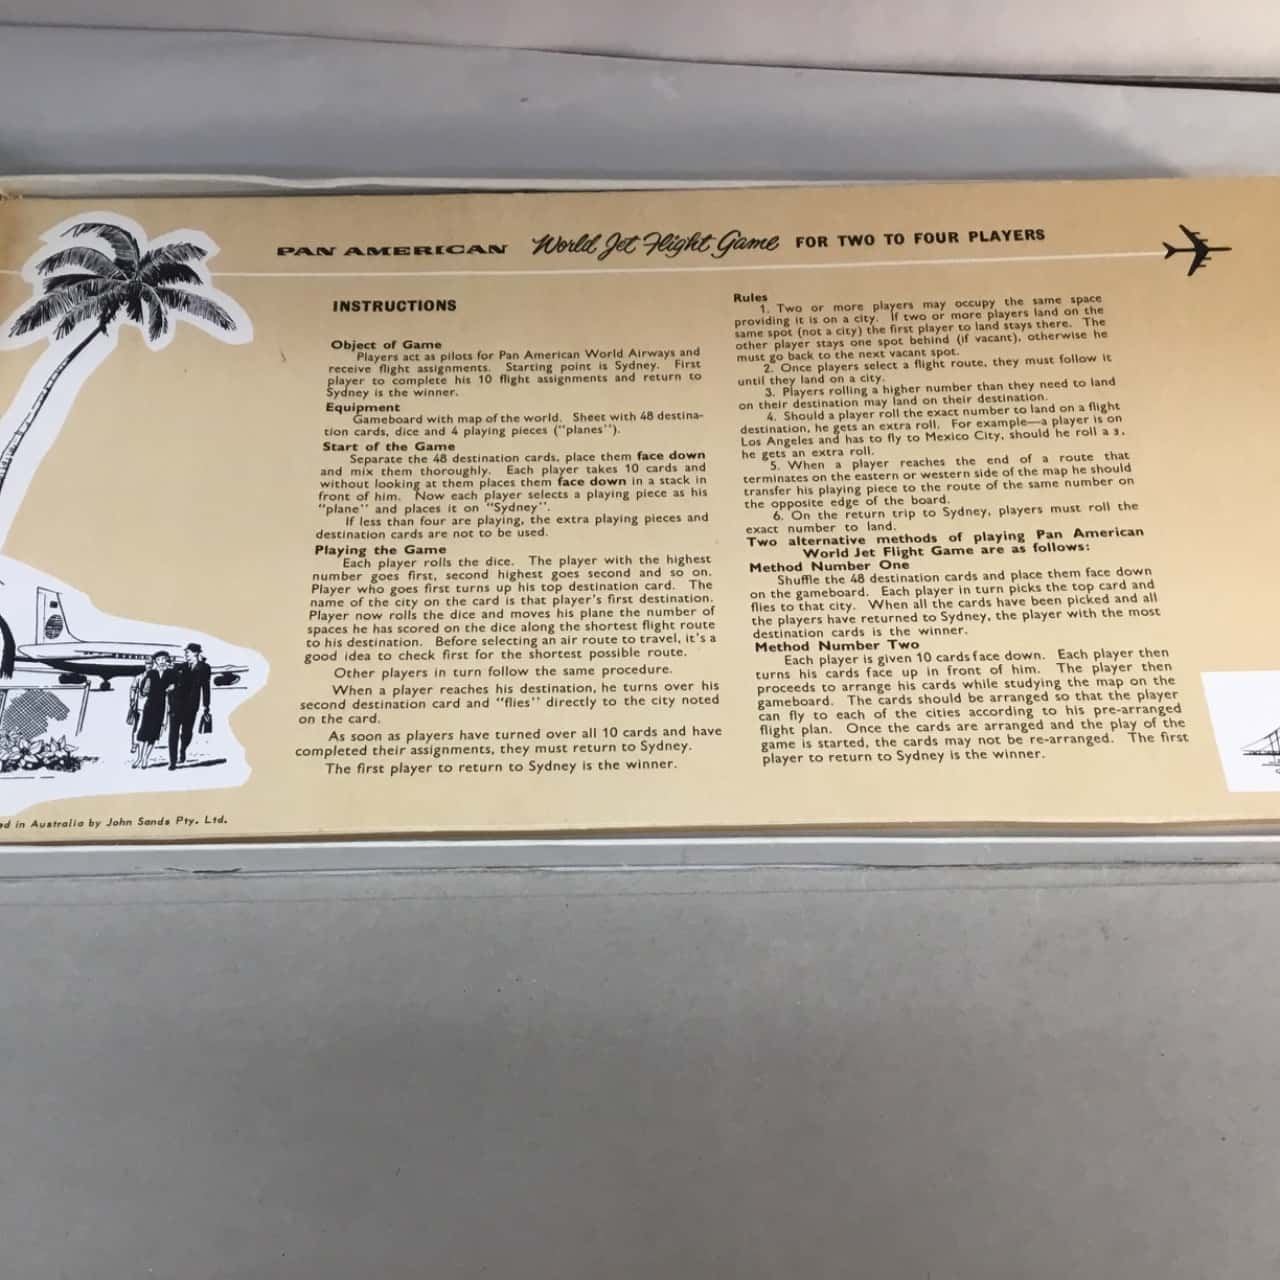 PAN AMERICAN World Jet Flight Game FOR TWO TO FOUR PLAYERS
INSTRUCTIONS
Object of Game
Players act as pilots for Pan American World Airways and
receive flight assignments. Starting point is Sydney. First
player to complete his 10 flight assignments and return to
Sydney is the winner.
Equipment
Gameboard with map of the world. Sheet with 48 destina-
tion cards, dice and 4 playing pieces ("planes").
Start of the Game
Separate the 48 destination cards, place them face down
and mix them thoroughly. Each player takes 10 cards and
without looking at them places them face down in a stack in
front of him. Now each player selects a playing piece as his
"plane" and places it on "Sydney".
If less than four are playing, the extra playing pieces and
destination cards are not to be used.
Playing the Game
Each player rolls the dice. The player with the highest
number goes first, second highest goes second and so on.
Player who goes first turns up his top destination card. The
name of the city on the card is that player's first destination.
Player now rolls the dice and moves his plane the number of
spaces he has scored on the dice along the shortest flight route
to his destination. Before selecting an air route to travel, it's a
good idea to check first for the shortest possible route.
Other players in turn follow the same procedure.
When a player reaches his destination, he turns over his
second destination card and "flies" directly to the city noted
on the card.
As soon as players have turned over all 10 cards and have
completed their assignments, they must return to Sydney.
The first player to return to Sydney is the winner.
Rules
1. Two or more players may occupy the same space
providing it is on a city. If two or more players land on the
same spot (not a city) the first player to land stays there. The
other player stays one spot behind (if vacant), otherwise he
must go back to the next vacant spot.
2. Once players select a flight route, they must follow it
until they land on a city.
3. Players rolling a higher number than they need to land
on their destination may land on their destination.
4. Should a player roll the exact number to land on a flight
destination, he gets an extra roll. For example—a player is on
Los Angeles and has to fly to Mexico City, should he roll a 3,
he gets an extra roll.
5. When a player reaches the end of a route that
terminates on the eastern or western side of the map he should
transfer his playing piece to the route of the same number on
the opposite edge of the board.
6. On the return trip to Sydney, players must roll the
exact number to land.
Two alternative methods of playing Pan American
World Jet Flight Game are as follows:
Method Number One
Shuffle the 48 destination cards and place them face down
on the gameboard. Each player in turn picks the top card and
flies to that city. When all the cards have been picked and all
the players have returned to Sydney, the player with the most
destination cards is the winner.
Method Number Two
Each player is given 10 cards face down. Each player then
turns his cards face up in front of him. The player then
proceeds to arrange his cards while studying the map on the
gameboard. The cards should be arranged so that the player
can fly to each of the cities according to his pre-arranged
flight plan. Once the cards are arranged and the play of the
game is started, the cards may not be re-arranged. The first
player to return to Sydney is the winner.
ed in Australia by John Sands Pty. Ltd.